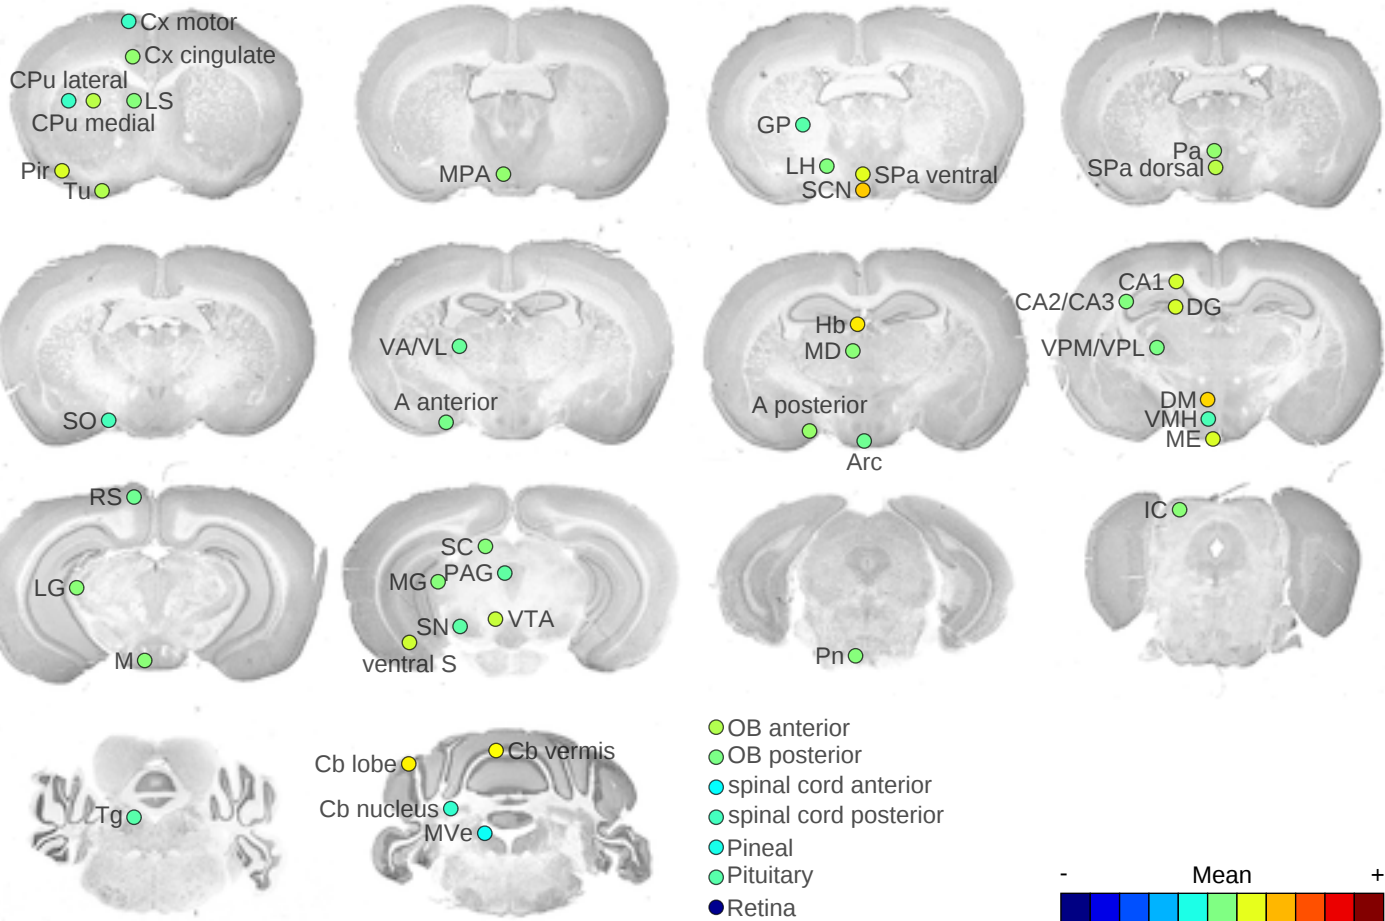 Cx motor
Cx cingulate
CPu lateral
LS
CPu medial
Pir
Tu
MPA
GP
LH
SPa ventral
SCN
Pa
SPa dorsal
SO
VA/VL
A anterior
Hb
MD
A posterior
Arc
CA1
CA2/CA3
DG
VPM/VPL
DM
VMH
ME
RS
LG
M
SC
MG
PAG
SN
VTA
ventral S
Pn
IC
Tg
Cb lobe
Cb vermis
Cb nucleus
MVe
OB anterior
OB posterior
spinal cord anterior
spinal cord posterior
Pineal
Pituitary
Retina
- Mean +